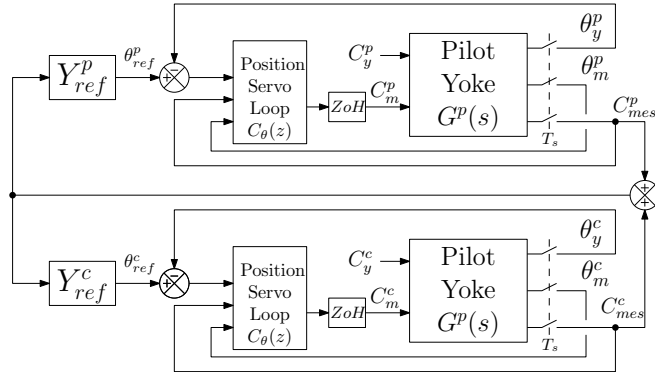 Y^p_{ref}
θ^p_{ref}
+
−
Position
Servo
Loop
C_θ(z)
ZoH
C^p_y
C^p_m
Pilot
Yoke
G^p(s)
T_s
θ^p_y
θ^p_m
C^p_{mes}
+
+
Y^c_{ref}
θ^c_{ref}
+
−
Position
Servo
Loop
C_θ(z)
ZoH
C^c_y
C^c_m
Pilot
Yoke
G^p(s)
T_s
θ^c_y
θ^c_m
C^c_{mes}